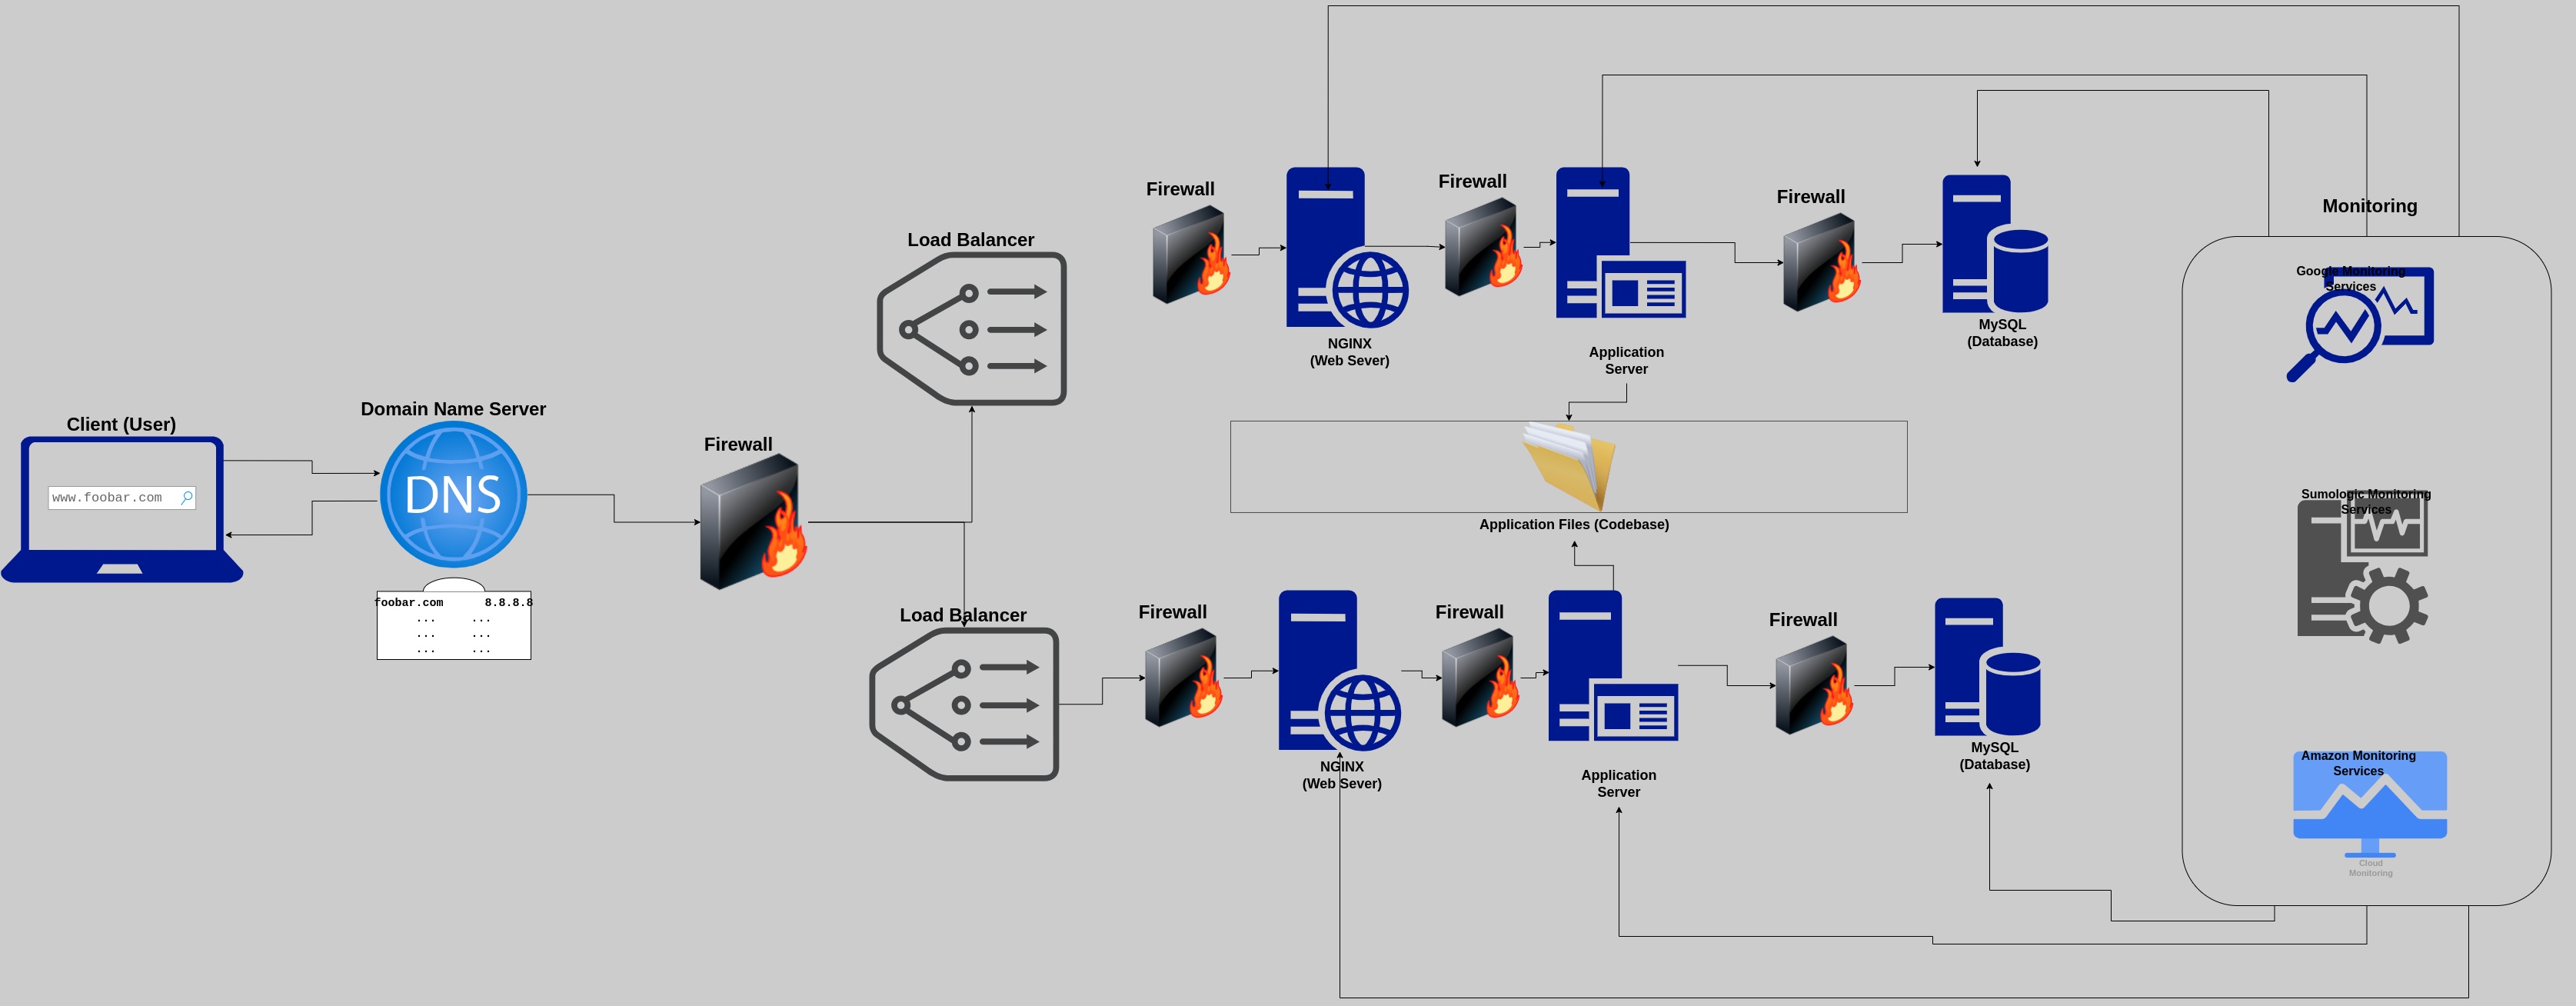 Client (User)
www.foobar.com
Domain Name Server
DNS
foobar.com 8.8.8.8
... ...
... ...
... ...
Firewall
Load Balancer
Load Balancer
Firewall
NGINX
(Web Sever)
Firewall
Application
Server
Firewall
MySQL
(Database)
Application Files (Codebase)
Firewall
NGINX
(Web Sever)
Firewall
Application
Server
Firewall
MySQL
(Database)
Monitoring
Google Monitoring
Services
Sumologic Monitoring
Services
Amazon Monitoring
Services
Cloud
Monitoring